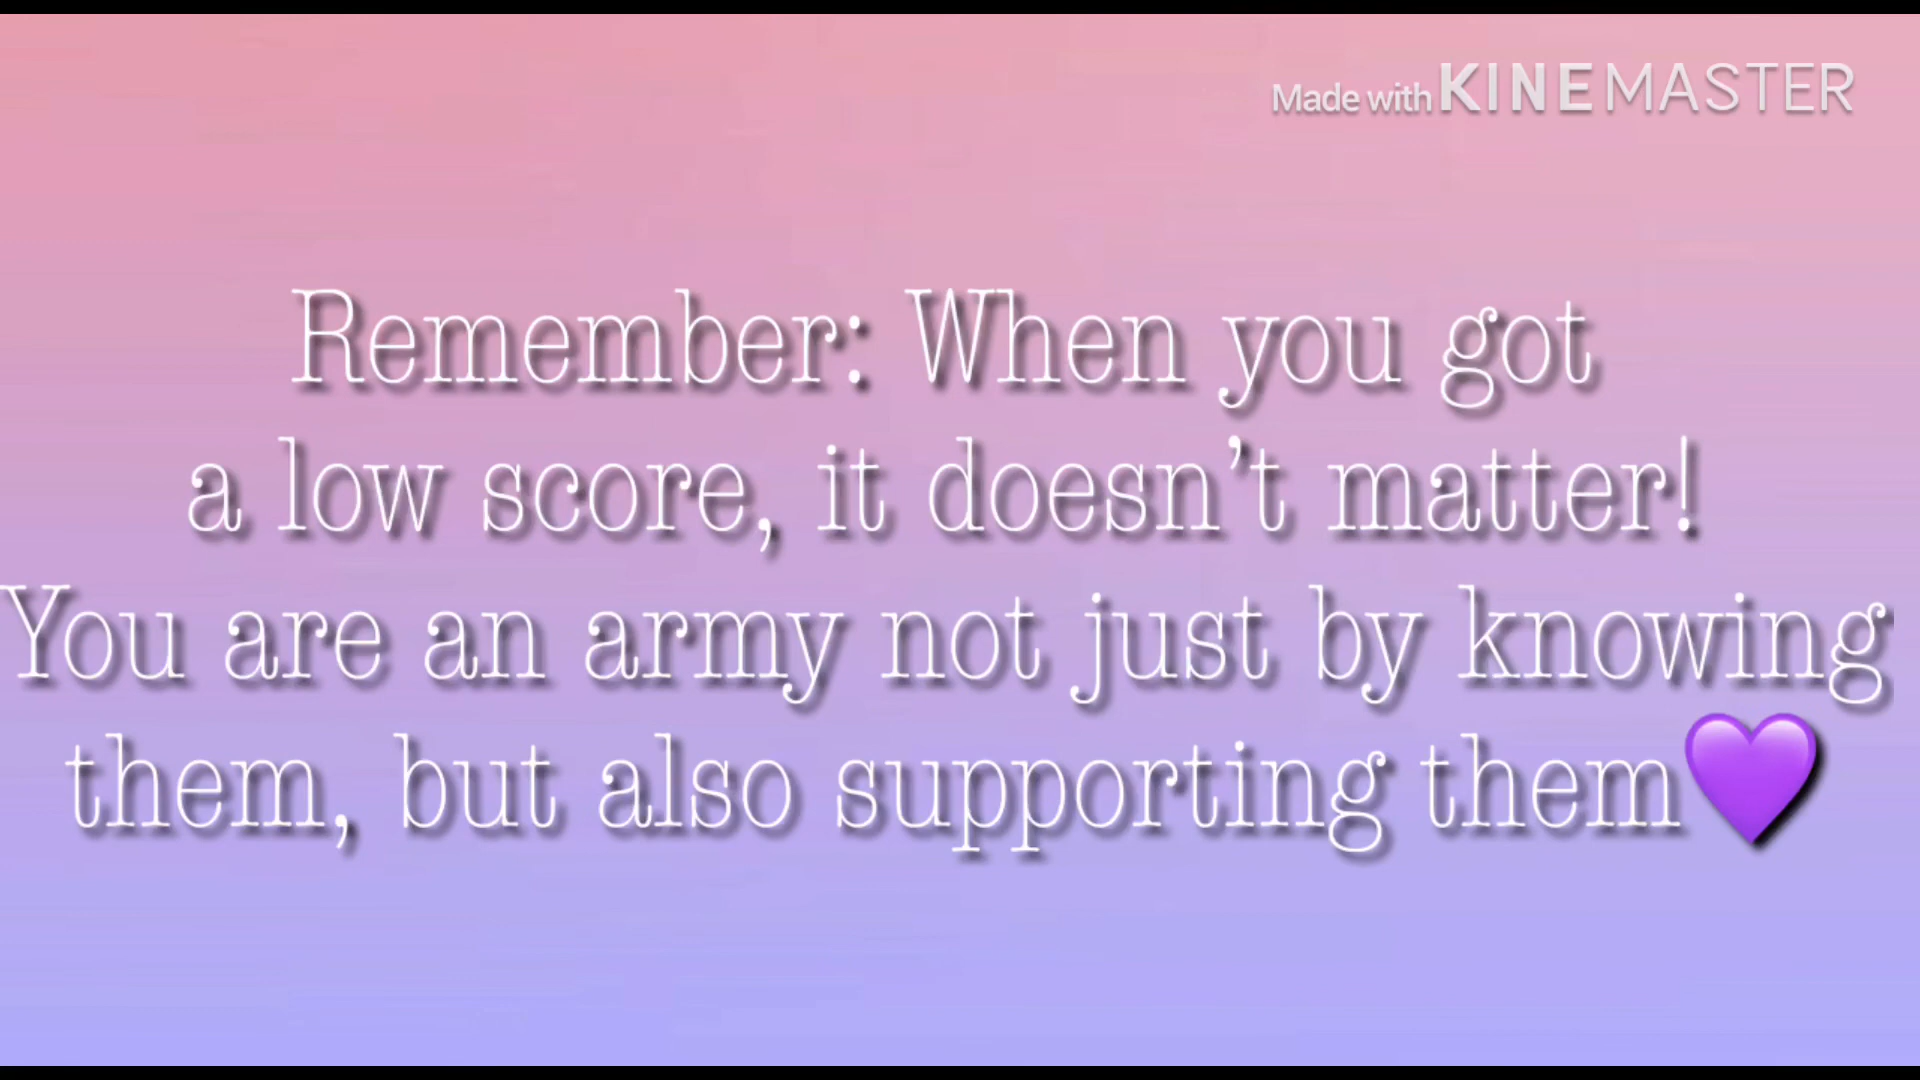 Made with KINEMASTER
Remember: When you got
a low score, it doesn’t matter!
You are an army not just by knowing
them, but also supporting them💜